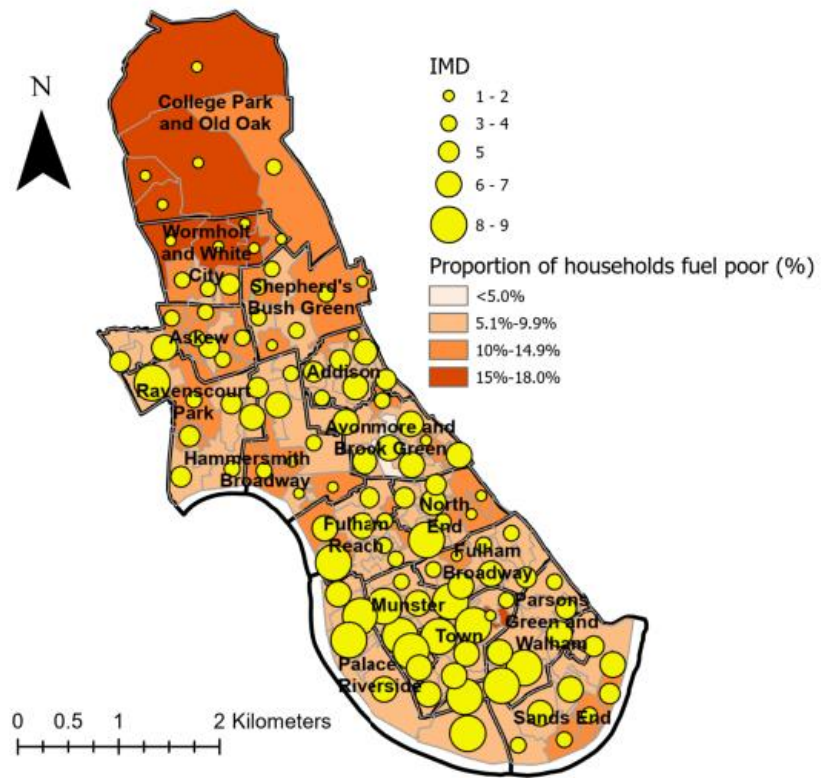 N
IMD
1 - 2
3 - 4
5
6 - 7
8 - 9
Proportion of households fuel poor (%)
<5.0%
5.1%-9.9%
10%-14.9%
15%-18.0%
College Park
and Old Oak
Wormholt
and White
City
Shepherd's
Bush Green
Askew
Addison
Ravenscourt
Park
Avonmore and
Brook Green
Hammersmith
Broadway
North
End
Fulham
Reach
Fulham
Broadway
Munster
Town
Parsons
Green and
Walham
Palace
Riverside
Sands End
0 0.5 1 2 Kilometers